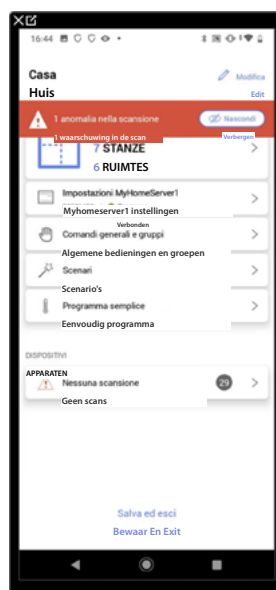 16:44
Casa
Modifica
Huis
Edit
1 anomalia nella scansione
Nascondi
1 waarschuwing in de scan
Verbergen
7 STANZE
6 RUIMTES
Impostazioni MyHomeServer1
Myhomeserver1 instellingen
Verbonden
Comandi generali e gruppi
Algemene bedieningen en groepen
Scenari
Scenario's
Programma semplice
Eenvoudig programma
DISPOSITIVI
APPARATEN
Nessuna scansione
29
Geen scans
Salva ed esci
Bewaar En Exit